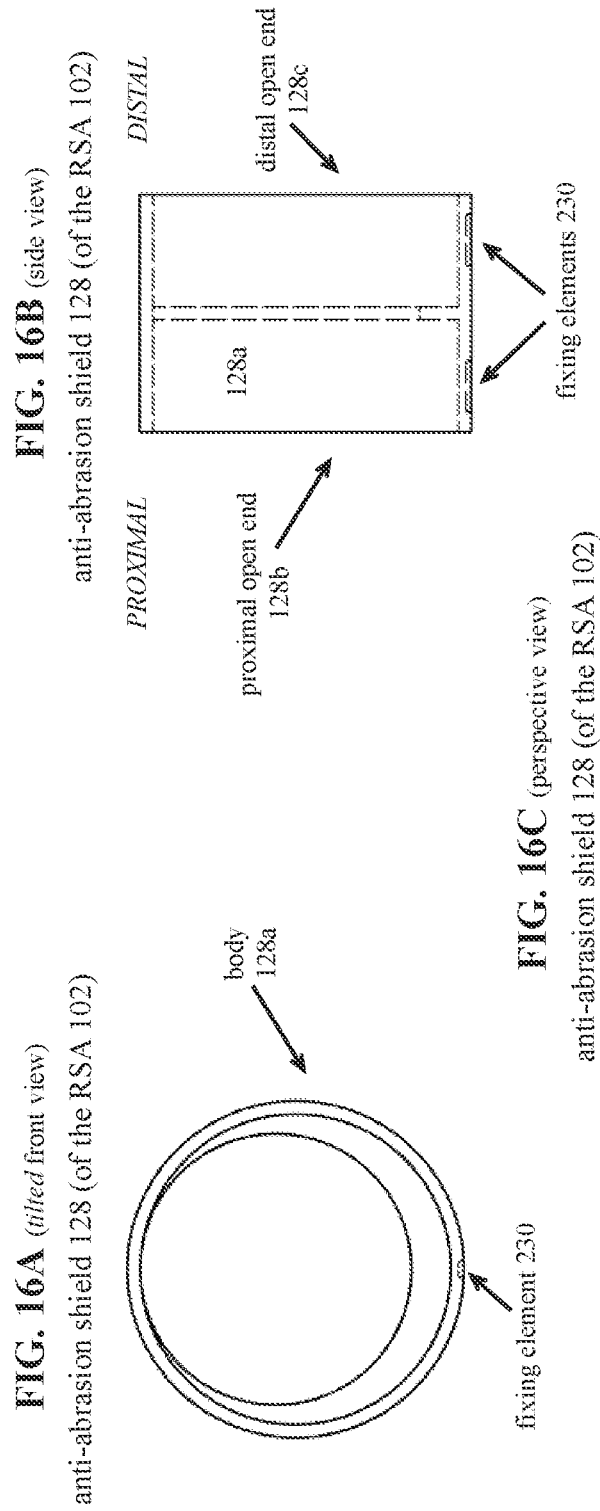 FIG. 16A (tilted front view)
anti-abrasion shield 128 (of the RSA 102)
body
128a
fixing element 230
FIG. 16B (side view)
anti-abrasion shield 128 (of the RSA 102)
PROXIMAL
DISTAL
proximal open end
128b
128a
distal open end
128c
fixing elements 230
FIG. 16C (perspective view)
anti-abrasion shield 128 (of the RSA 102)